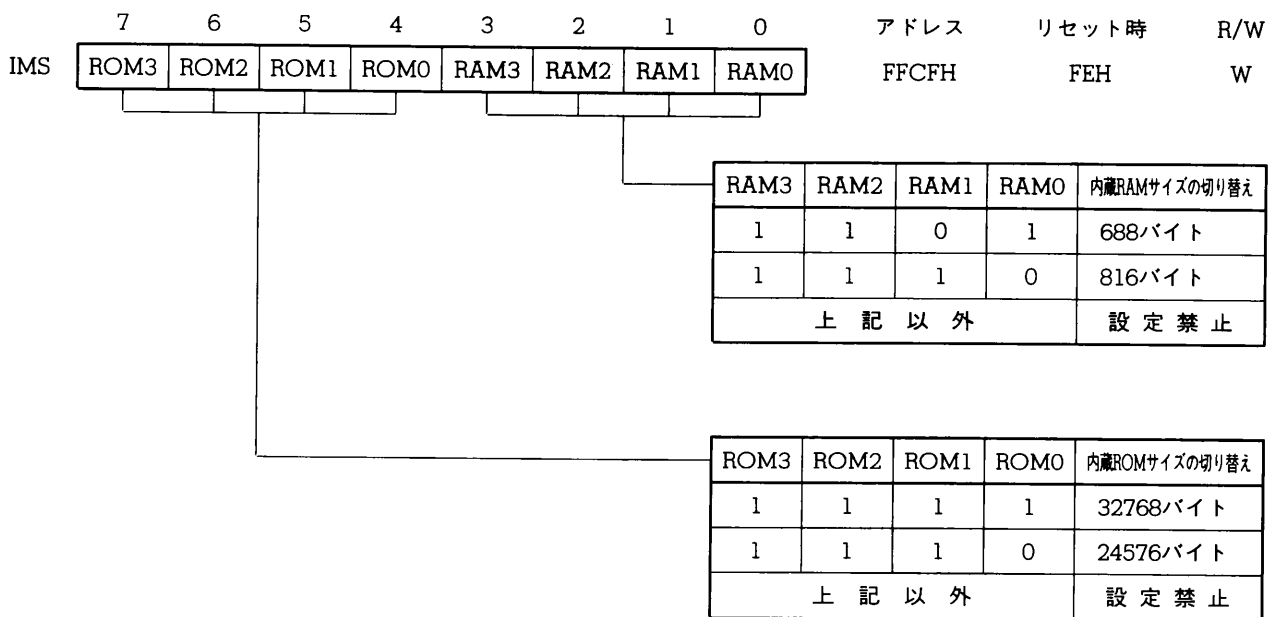 7 6 5 4 3 2 1 0 アドレス リセット時 R/W
IMS ROM3 ROM2 ROM1 ROM0 RAM3 RAM2 RAM1 RAM0 FFCFH FEH W
RAM3 RAM2 RAM1 RAM0 内蔵RAMサイズの切り替え
1 1 0 1 688バイト
1 1 1 0 816バイト
上記以外 設定禁止
ROM3 ROM2 ROM1 ROM0 内蔵ROMサイズの切り替え
1 1 1 1 32768バイト
1 1 1 0 24576バイト
上記以外 設定禁止